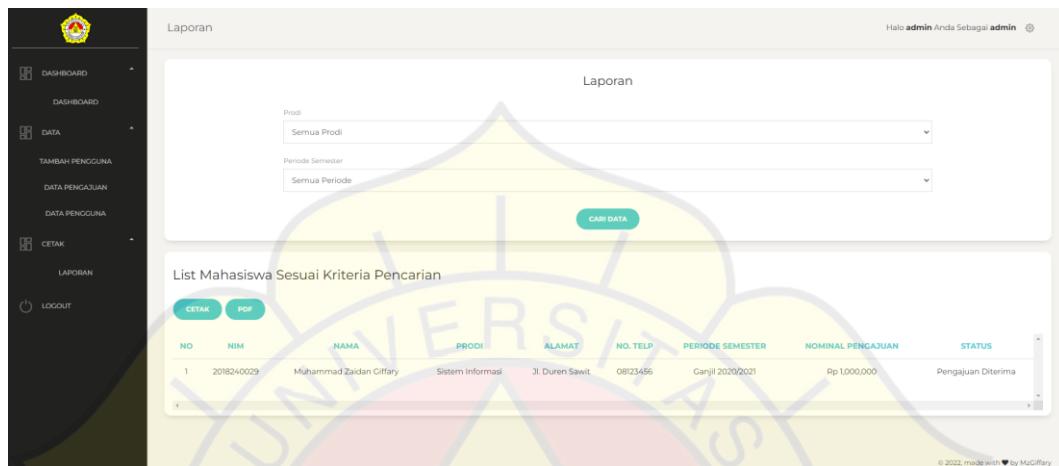 Laporan
Halo admin Anda Sebagai admin
DASHBOARD
DASHBOARD
DATA
TAMBAH PENGGUNA
DATA PENGAJUAN
DATA PENGGUNA
CETAK
LAPORAN
LOGOUT
Laporan
Prodi
Semua Prodi
Periode Semester
Semua Periode
CARI DATA
List Mahasiswa Sesuai Kriteria Pencarian
CETAK PDF
NO NIM NAMA PRODI ALAMAT NO. TELP PERIODE SEMESTER NOMINAL PENGAJUAN STATUS
1 2018240029 Muhammad Zaidan Giffary Sistem Informasi Jl. Duren Sawit 08123456 Ganjil 2020/2021 Rp 1,000,000 Pengajuan Diterima
UNIVERSITAS
© 2022, made with ♥ by MzGiffary